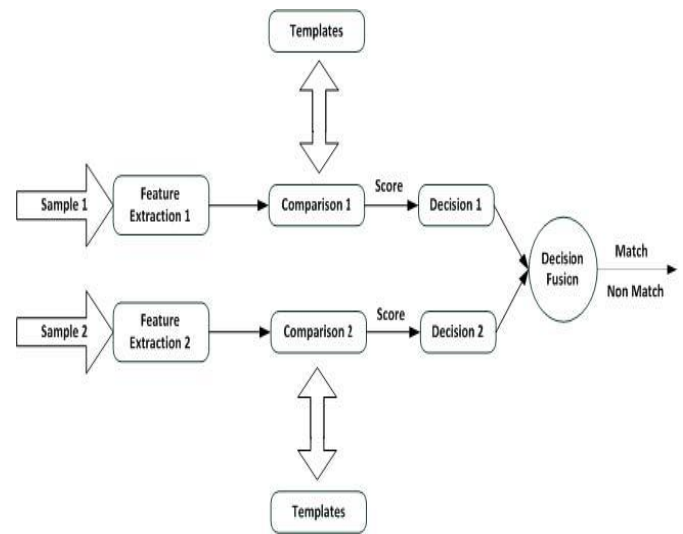 Templates
Sample 1
Feature
Extraction 1
Comparison 1
Score
Decision 1
Decision
Fusion
Match
Non Match
Sample 2
Feature
Extraction 2
Comparison 2
Score
Decision 2
Templates